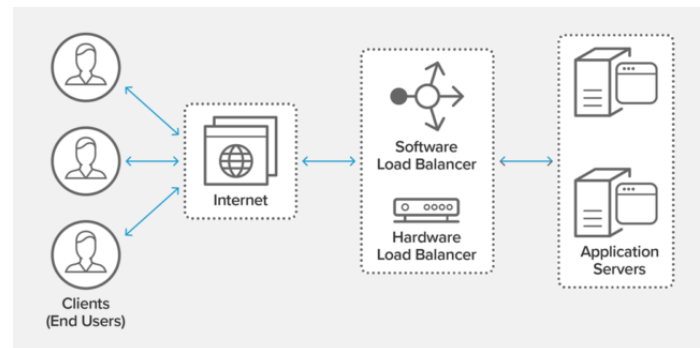 Clients
(End Users)
Internet
Software
Load Balancer
Hardware
Load Balancer
Application
Servers